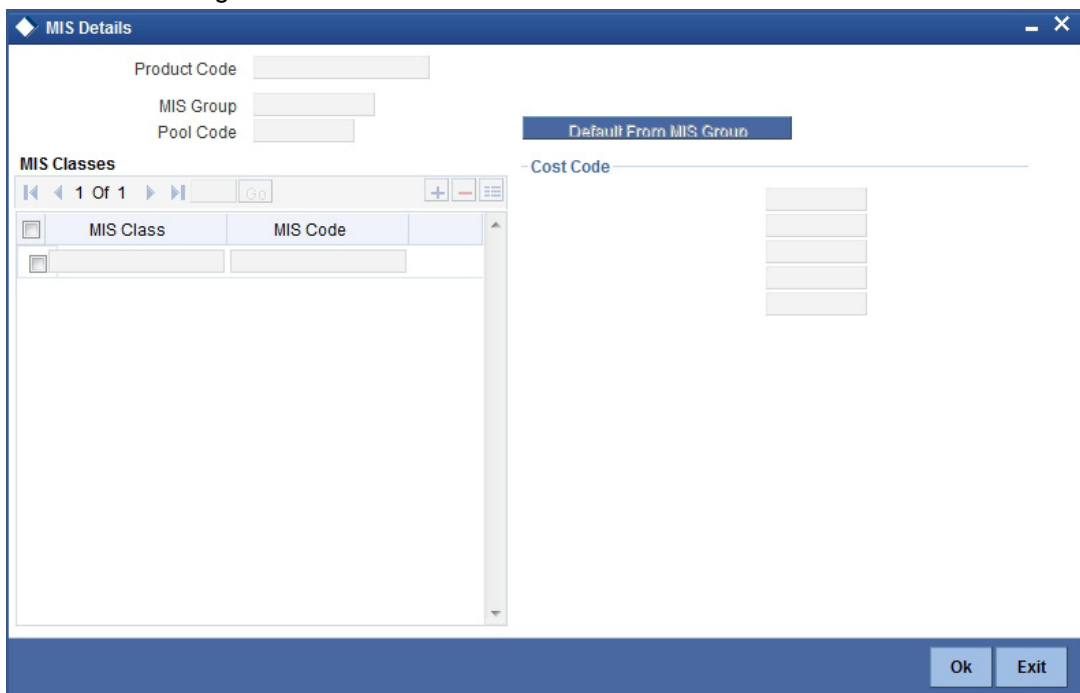 MIS Details
Product Code
MIS Group
Pool Code
Default From MIS Group
MIS Classes
Cost Code
1 Of 1
Go
MIS Class MIS Code
Ok Exit